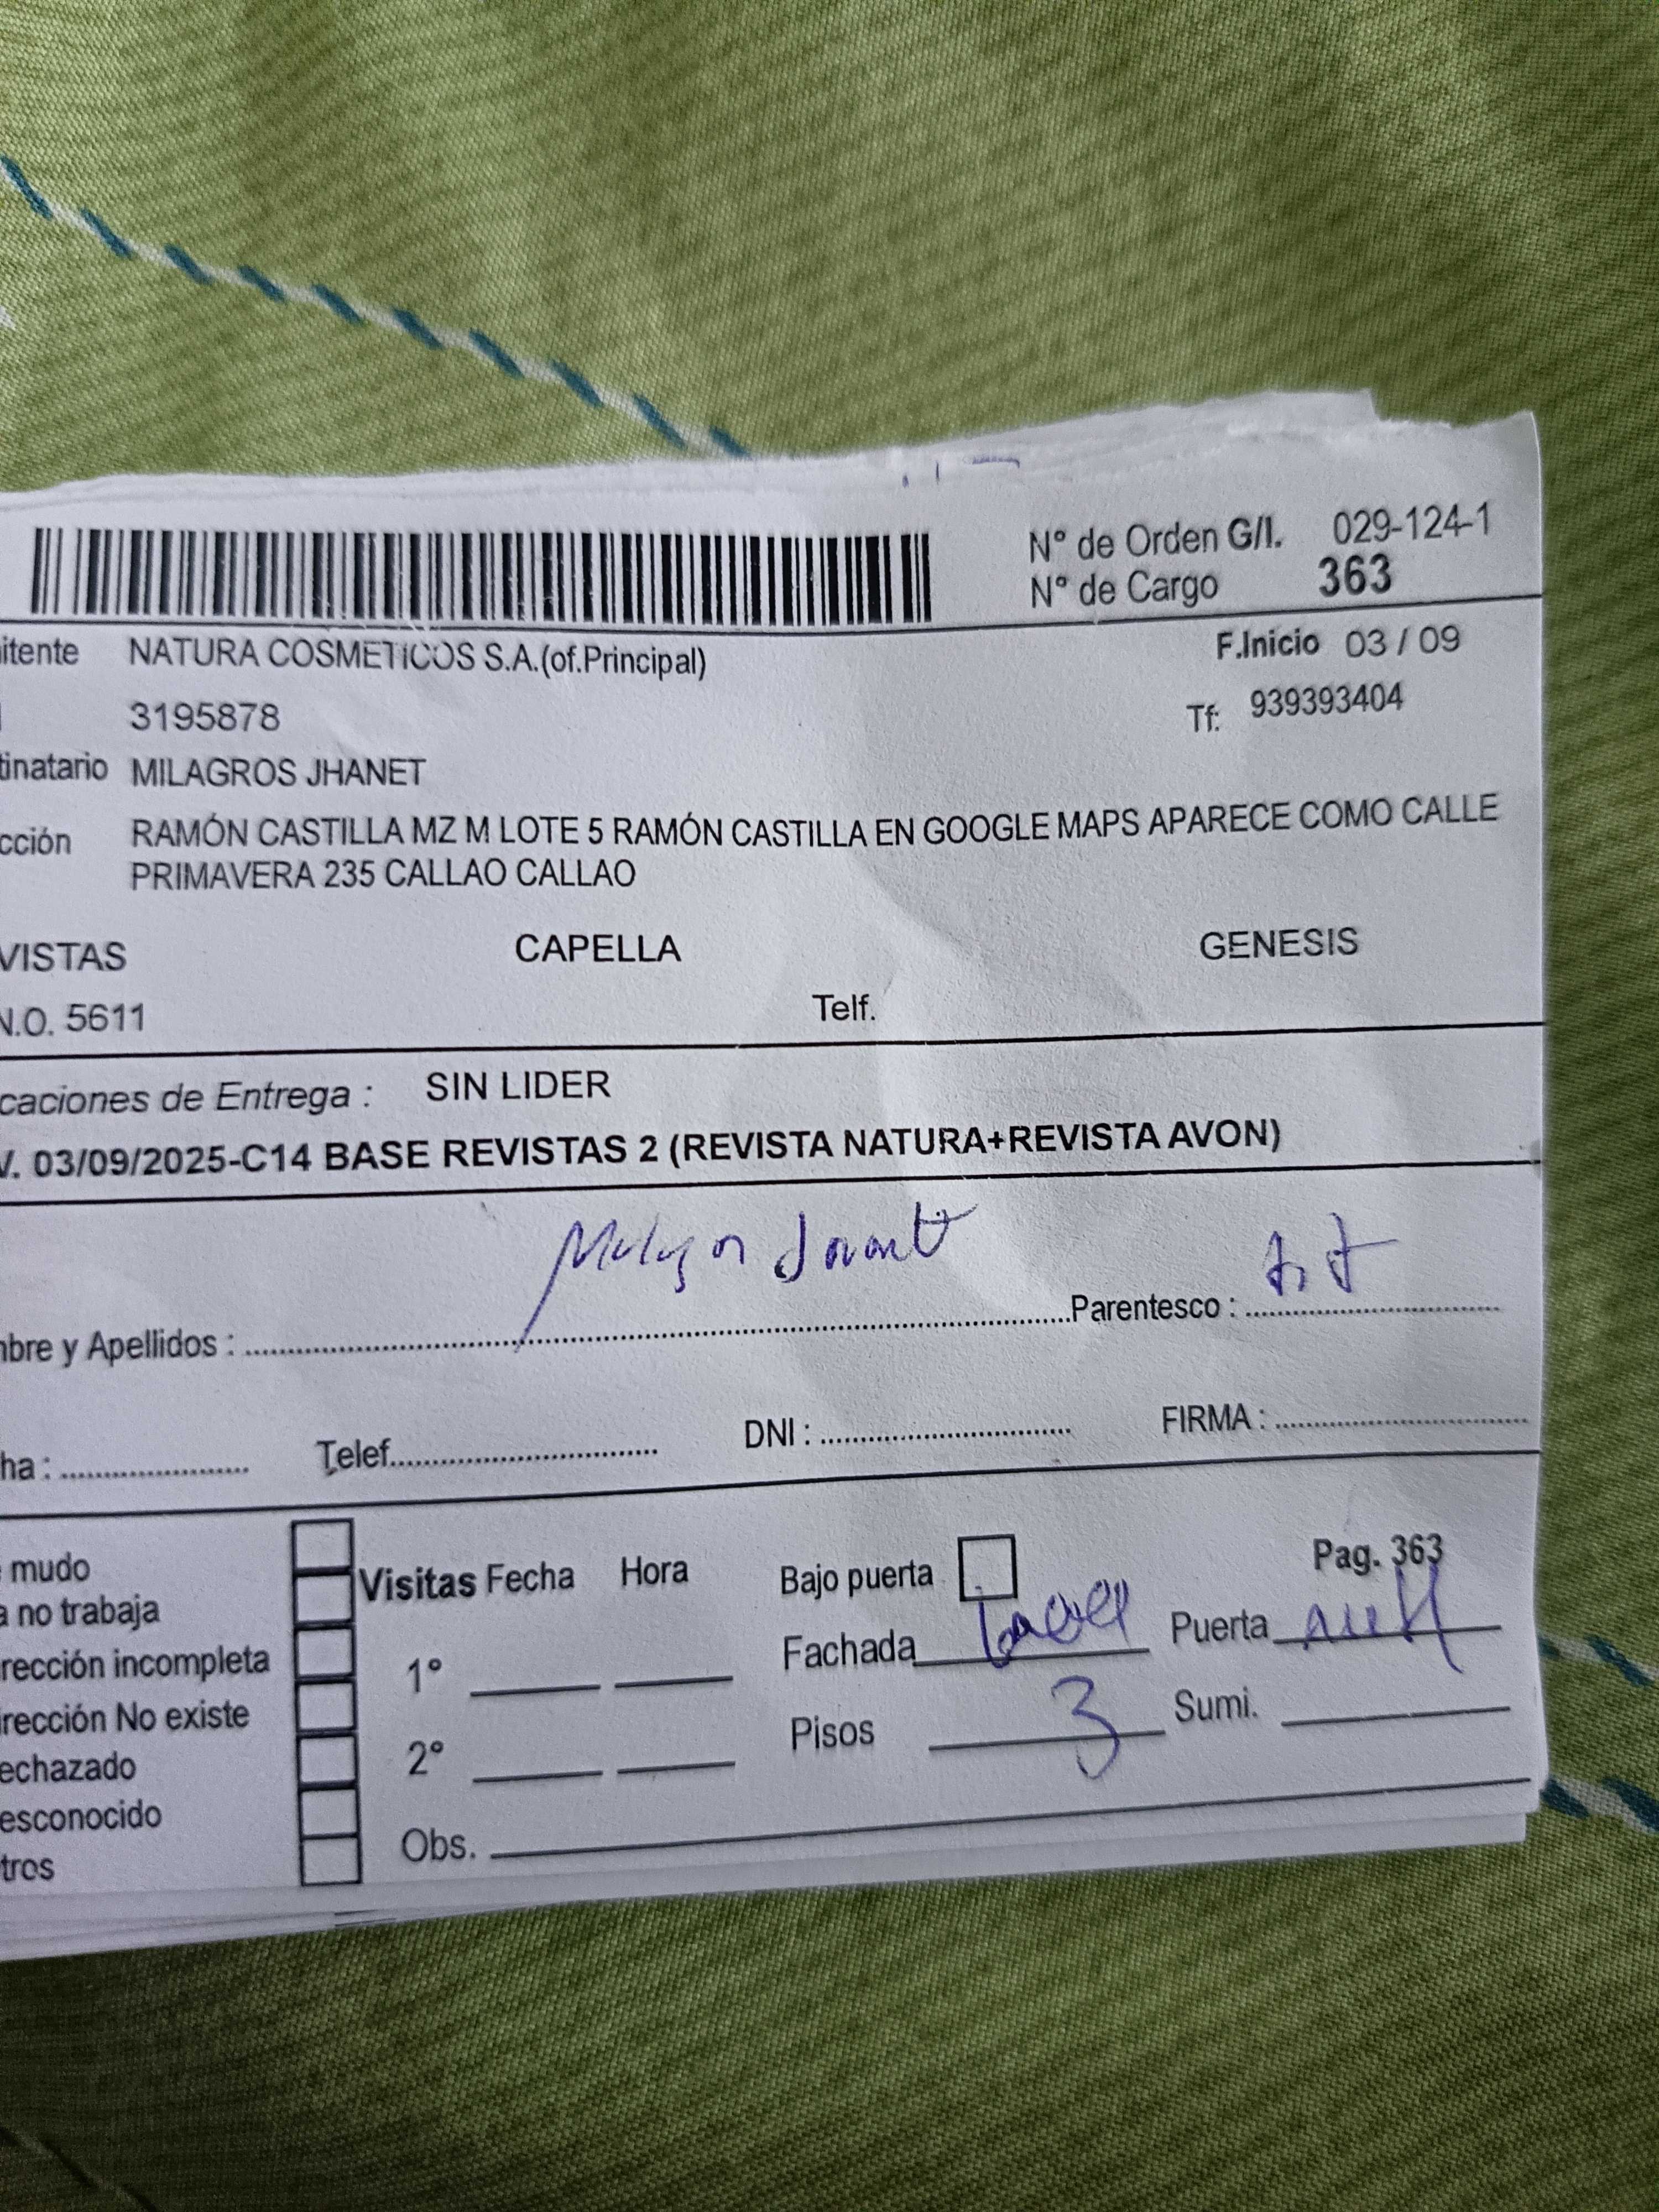 N° de Orden G/I. 029-124-1
N° de Cargo 363
itente NATURA COSMETICOS S.A.(of.Principal) F.Inicio 03 / 09
3195878 Tf: 939393404
tinatario MILAGROS JHANET
cción RAMÓN CASTILLA MZ M LOTE 5 RAMÓN CASTILLA EN GOOGLE MAPS APARECE COMO CALLE
PRIMAVERA 235 CALLAO CALLAO
VISTAS CAPELLA GENESIS
N.O. 5611 Telf.
caciones de Entrega : SIN LIDER
V. 03/09/2025-C14 BASE REVISTAS 2 (REVISTA NATURA+REVISTA AVON)
bre y Apellidos : Parentesco :
ha : Telef. DNI : FIRMA :
mudo Visitas Fecha Hora Bajo puerta Pag. 363
a no trabaja Fachada Puerta
rección incompleta 1°
irección No existe Pisos 3 Sumi.
echazado 2°
esconocido
tros Obs.